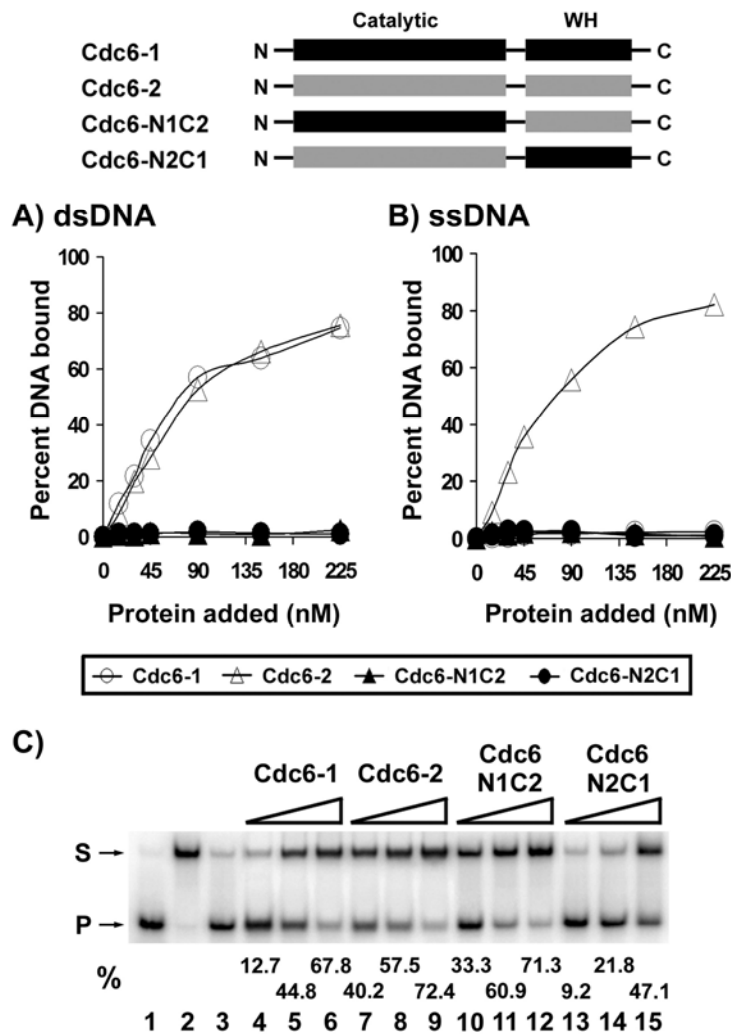 Catalytic WH
Cdc6-1 N C
Cdc6-2 N C
Cdc6-N1C2 N C
Cdc6-N2C1 N C
A) dsDNA
Percent DNA bound
100
80
60
40
20
0
0 45 90 135 180 225
Protein added (nM)
B) ssDNA
Percent DNA bound
100
80
60
40
20
0
0 45 90 135 180 225
Protein added (nM)
Cdc6-1 Cdc6-2 Cdc6-N1C2 Cdc6-N2C1
C)
Cdc6-1 Cdc6-2 Cdc6 N1C2 Cdc6 N2C1
S
P
%
12.7 67.8 57.5 33.3 71.3 21.8
44.8 40.2 72.4 60.9 9.2 47.1
1 2 3 4 5 6 7 8 9 10 11 12 13 14 15